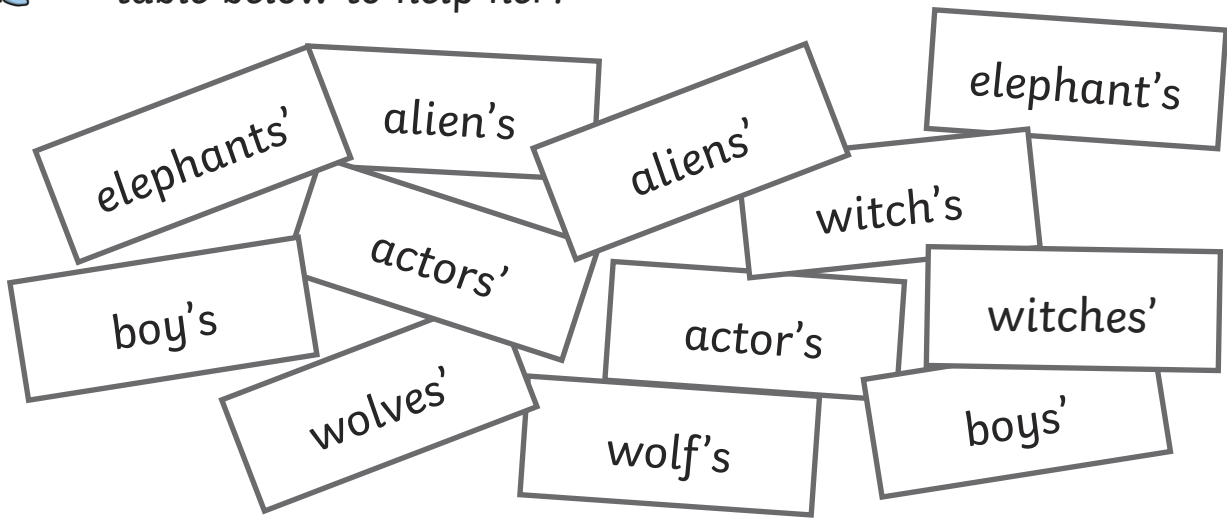 table below to help her?
elephants’
alien’s
aliens’
elephant’s
witch’s
actors’
boy’s
actor’s
witches’
wolves’
wolf’s
boys’